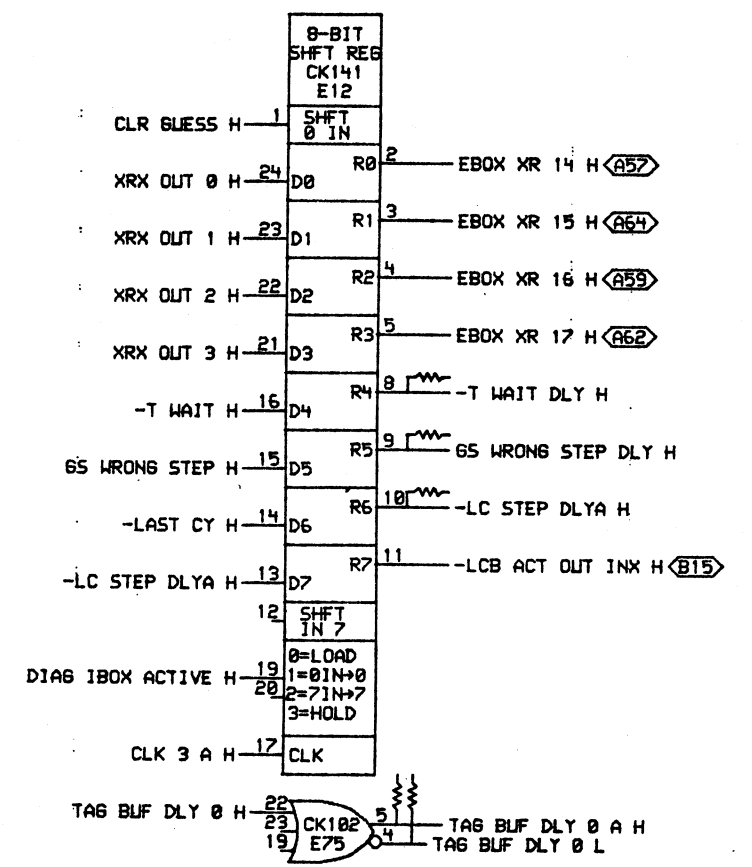 8-BIT
SHFT REG
CK141
E12
CLR GUESS H 1 SHFT
0 IN
XRX OUT 0 H 24 D0 R0 2 EBOX XR 14 H A57
XRX OUT 1 H 23 D1 R1 3 EBOX XR 15 H A64
XRX OUT 2 H 22 D2 R2 4 EBOX XR 16 H A59
XRX OUT 3 H 21 D3 R3 5 EBOX XR 17 H A62
-T WAIT H 16 D4 R4 8 -T WAIT DLY H
GS WRONG STEP H 15 D5 R5 9 GS WRONG STEP DLY H
-LAST CY H 14 D6 R6 10 -LC STEP DLYA H
-LC STEP DLYA H 13 D7 R7 11 -LCB ACT OUT INX H B15
12 SHFT
IN 7
0=LOAD
DIAG IBOX ACTIVE H 19 1=0IN→0
20 2=7IN→7
3=HOLD
CLK 3 A H 17 CLK
TAG BUF DLY 0 H 22
23 CK102 5 TAG BUF DLY 0 A H
19 E75 4 TAG BUF DLY 0 L